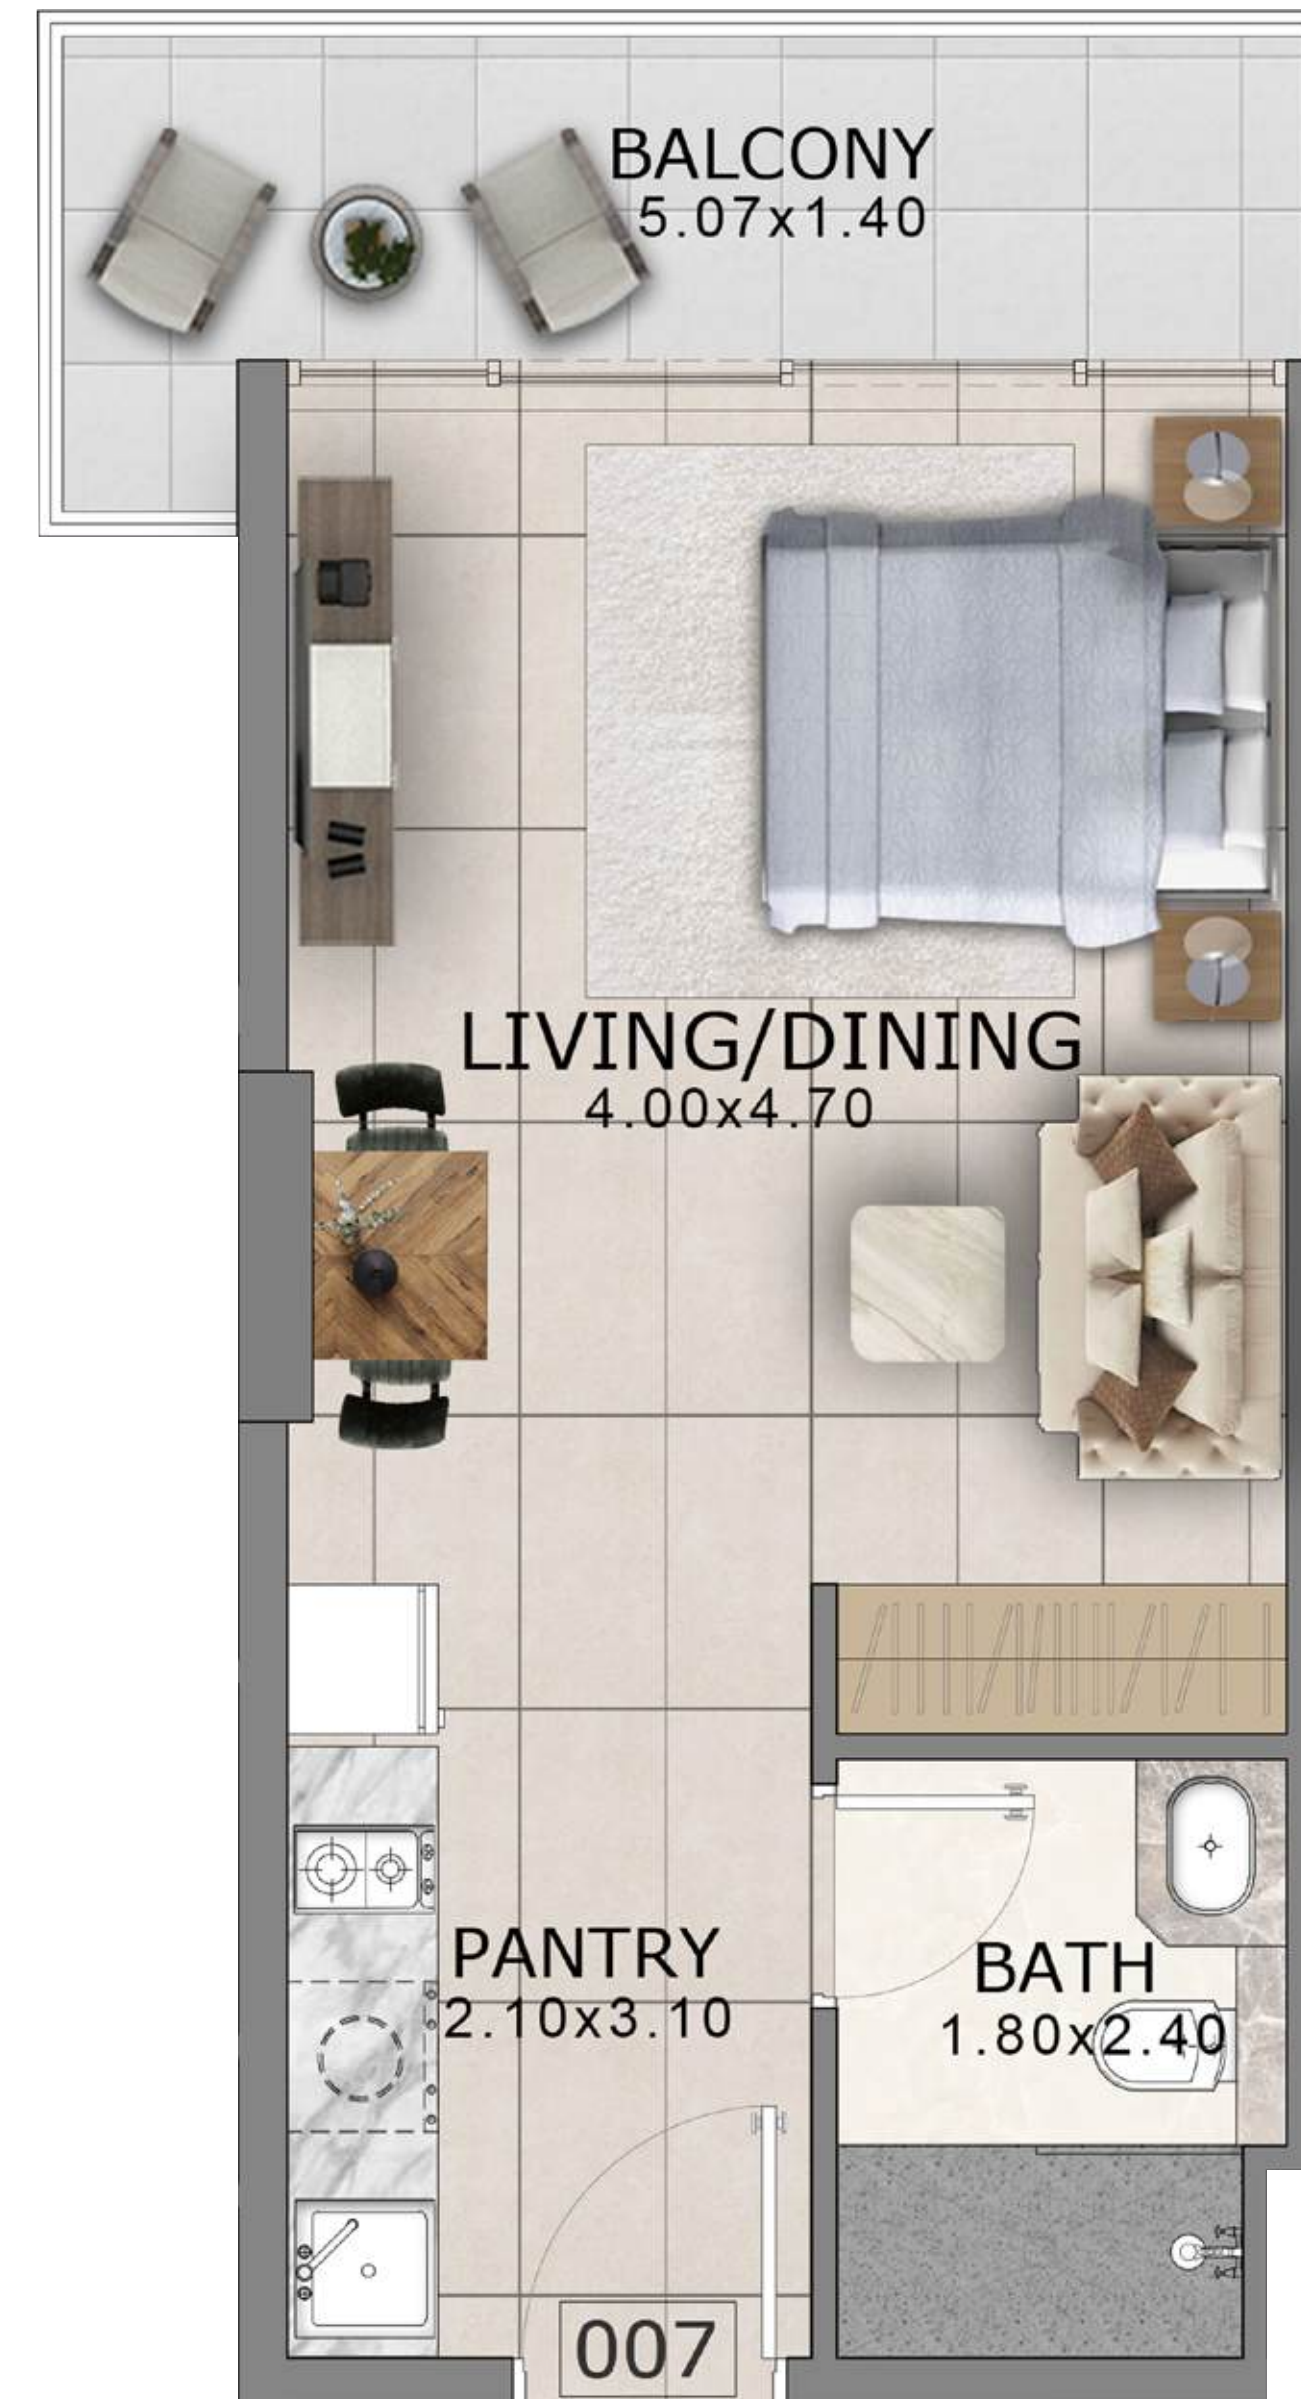 BALCONY
5.07x1.40
LIVING/DINING
4.00x4.70
PANTRY
2.10x3.10
BATH
1.80x2.40
007